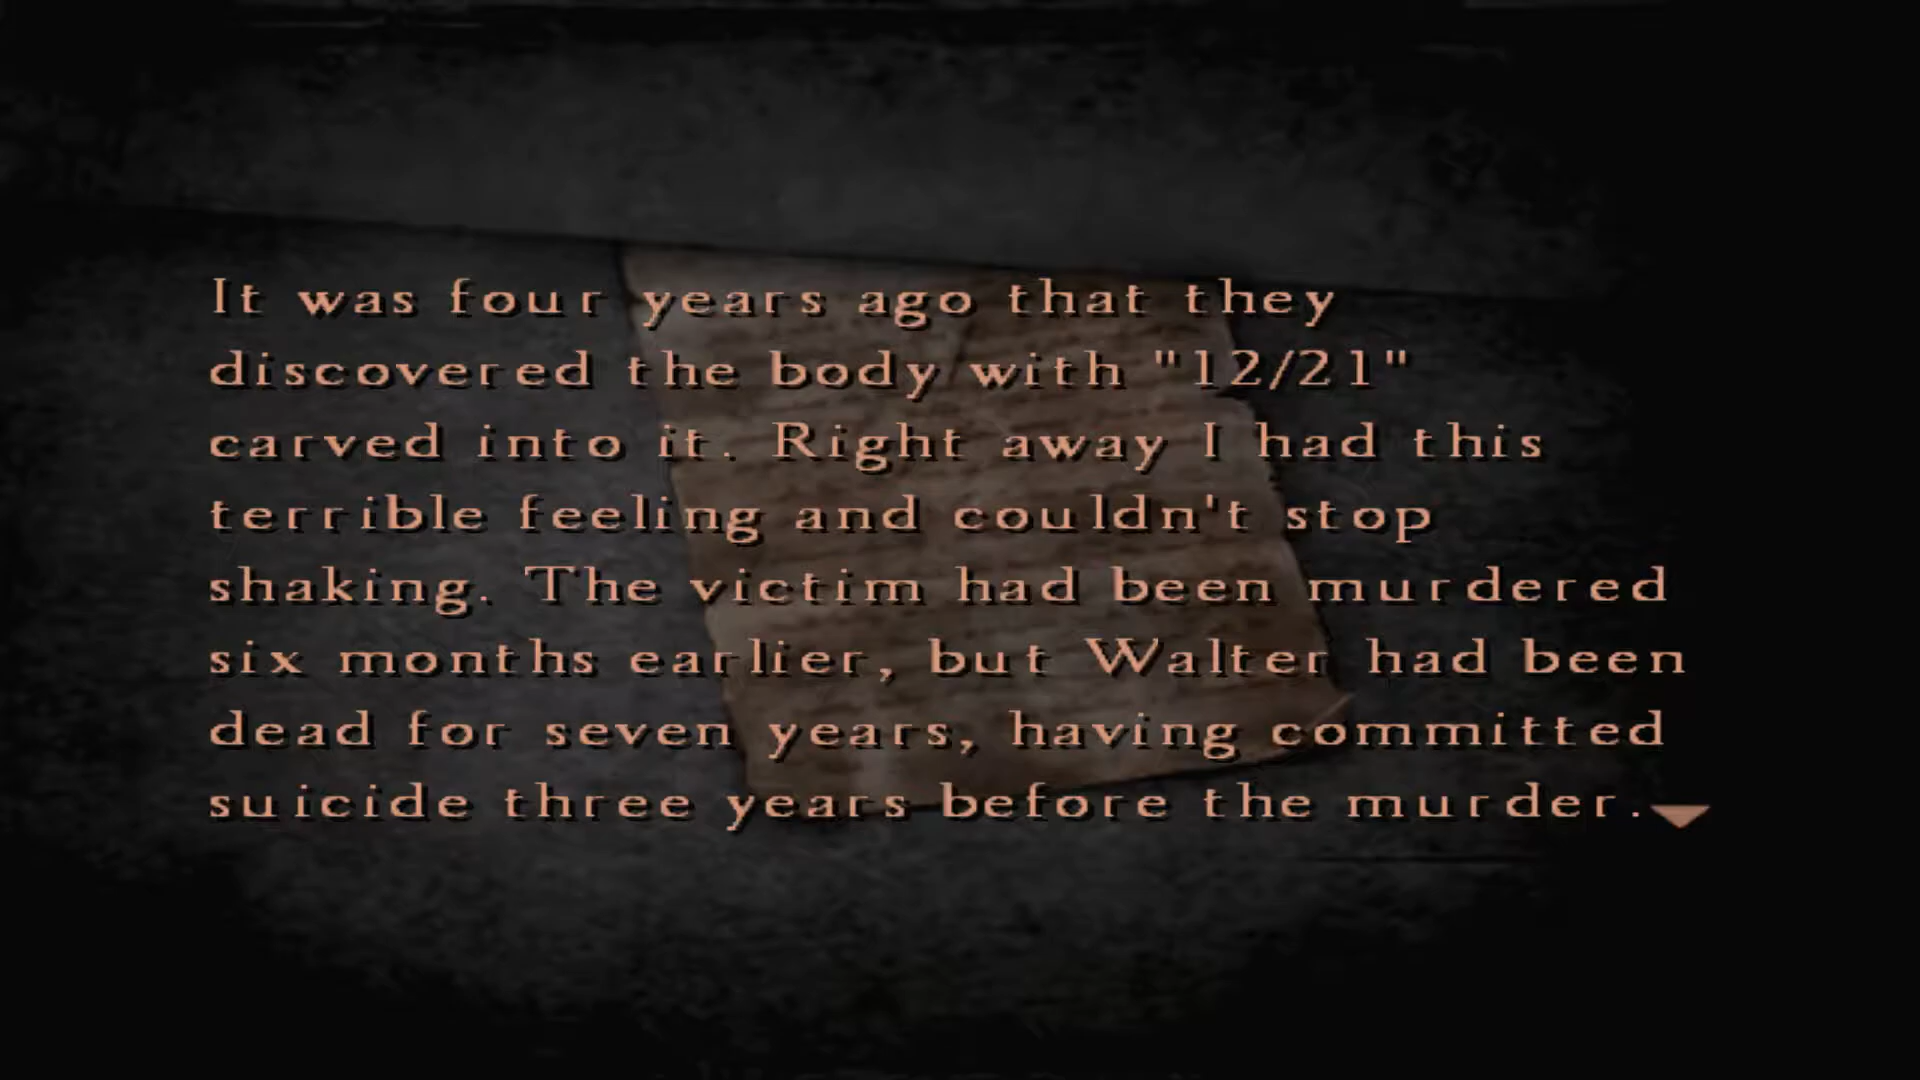 It was four years ago that they
discovered the body with "12/21"
carved into it. Right away I had this
terrible feeling and couldn't stop
shaking. The victim had been murdered
six months earlier, but Walter had been
dead for seven years, having committed
suicide three years before the murder.